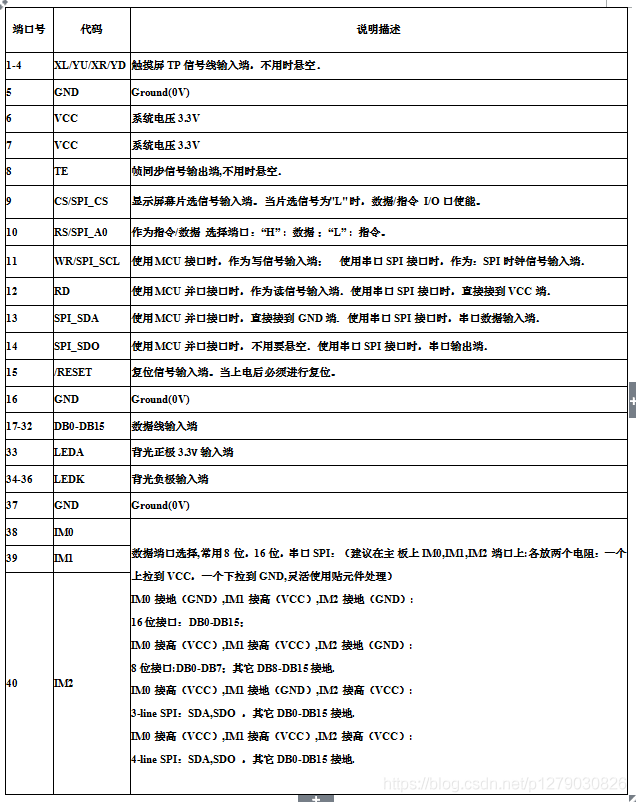 端口号 代码 说明描述
1-4 XL/YU/XR/YD 触摸屏 TP 信号线输入端，不用时悬空．
5 GND Ground(0V)
6 VCC 系统电压 3.3V
7 VCC 系统电压 3.3V
8 TE 帧同步信号输出端,不用时悬空．
9 CS/SPI_CS 显示屏幕片选信号输入端。当片选信号为"L"时，数据/指令 I/O 口使能。
10 RS/SPI_A0 作为指令/数据 选择端口：“H”：数据；“L”：指令。
11 WR/SPI_SCL 使用 MCU 接口时，作为写信号输入端； 使用串口 SPI 接口时，作为：SPI 时钟信号输入端．
12 RD 使用 MCU 并口接口时，作为读信号输入端．使用串口 SPI 接口时，直接接到 VCC 端．
13 SPI_SDA 使用 MCU 并口接口时，直接接到 GND 端. 使用串口 SPI 接口时，串口数据输入端．
14 SPI_SDO 使用 MCU 并口接口时，不用要悬空．使用串口 SPI 接口时，串口输出端．
15 /RESET 复位信号输入端。当上电后必须进行复位。
16 GND Ground(0V)
17-32 DB0-DB15 数据线输入端
33 LEDA 背光正极 3.3V 输入端
34-36 LEDK 背光负极输入端
37 GND Ground(0V)
38 IM0
39 IM1
40 IM2
数据端口选择,常用 8 位，16 位，串口 SPI：（建议在主 板上 IM0,IM1,IM2 端口上:各放两个电阻：一个
上拉到 VCC，一个下拉到 GND,灵活使用贴元件处理）
IM0 接地（GND）,IM1 接高（VCC）,IM2 接地（GND）:
16 位接口：DB0-DB15；
IM0 接高（VCC）,IM1 接高（VCC）,IM2 接地（GND）:
8 位接口:DB0-DB7；其它 DB8-DB15 接地.
IM0 接高（VCC）,IM1 接地（GND）,IM2 接高（VCC）:
3-line SPI：SDA,SDO ，其它 DB0-DB15 接地.
IM0 接高（VCC）,IM1 接高（VCC）,IM2 接高（VCC）:
4-line SPI：SDA,SDO ，其它 DB0-DB15 接地.
https://blog.csdn.net/p1279030826